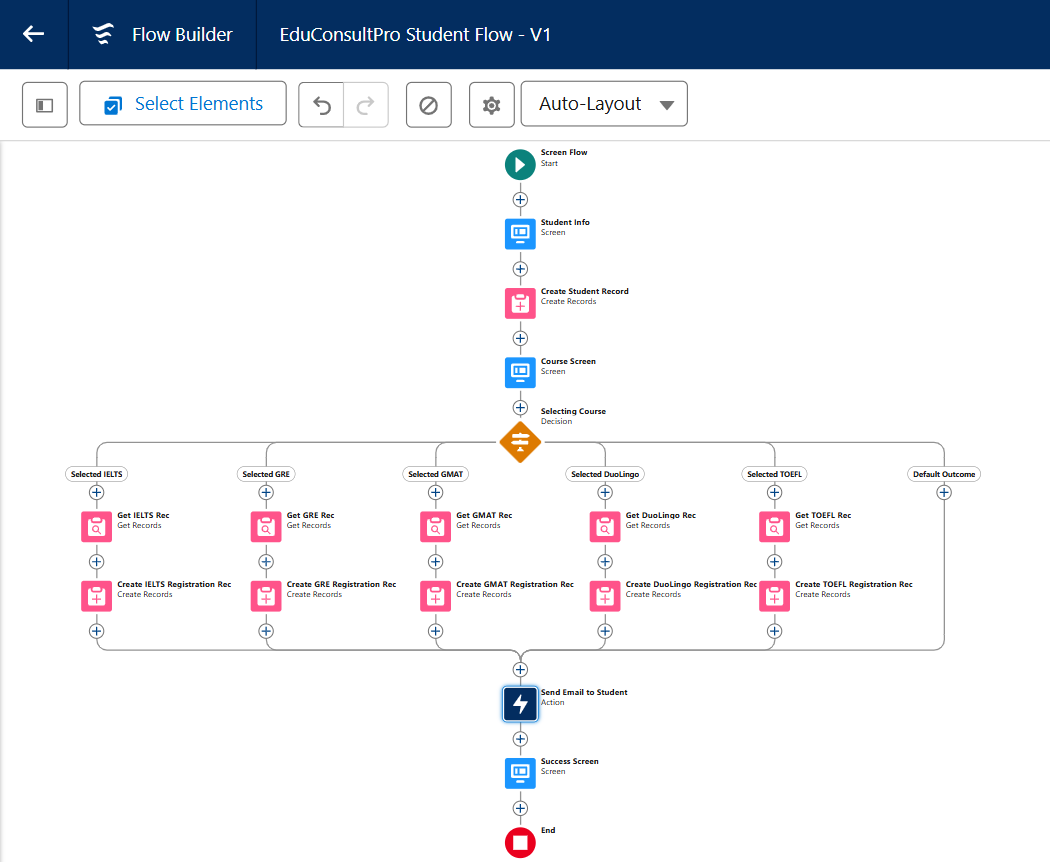 Flow Builder
EduConsultPro Student Flow - V1
Select Elements
Auto-Layout
Screen Flow
Start
Student Info
Screen
Create Student Record
Create Records
Course Screen
Screen
Selecting Course
Decision
Selected IELTS
Selected GRE
Selected GMAT
Selected DuoLingo
Selected TOEFL
Default Outcome
Get IELTS Rec
Get Records
Get GRE Rec
Get Records
Get GMAT Rec
Get Records
Get DuoLingo Rec
Get Records
Get TOEFL Rec
Get Records
Create IELTS Registration Rec
Create Records
Create GRE Registration Rec
Create Records
Create GMAT Registration Rec
Create Records
Create DuoLingo Registration Rec
Create Records
Create TOEFL Registration Rec
Create Records
Send Email to Student
Action
Success Screen
Screen
End